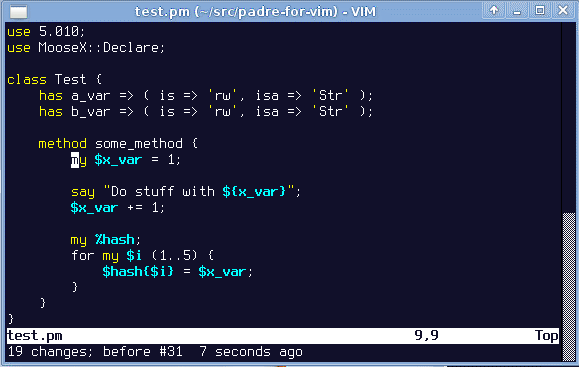 test.pm (~/src/padre-for-vim) - VIM
use 5.010;
use MooseX::Declare;
class Test {
    has a_var => ( is => 'rw', isa => 'Str' );
    has b_var => ( is => 'rw', isa => 'Str' );
    method some_method {
        my $x_var = 1;
        say "Do stuff with ${x_var}";
        $x_var += 1;
        my %hash;
        for my $i (1..5) {
            $hash{$i} = $x_var;
        }
    }
}
test.pm 9,9 Top
19 changes; before #31  7 seconds ago